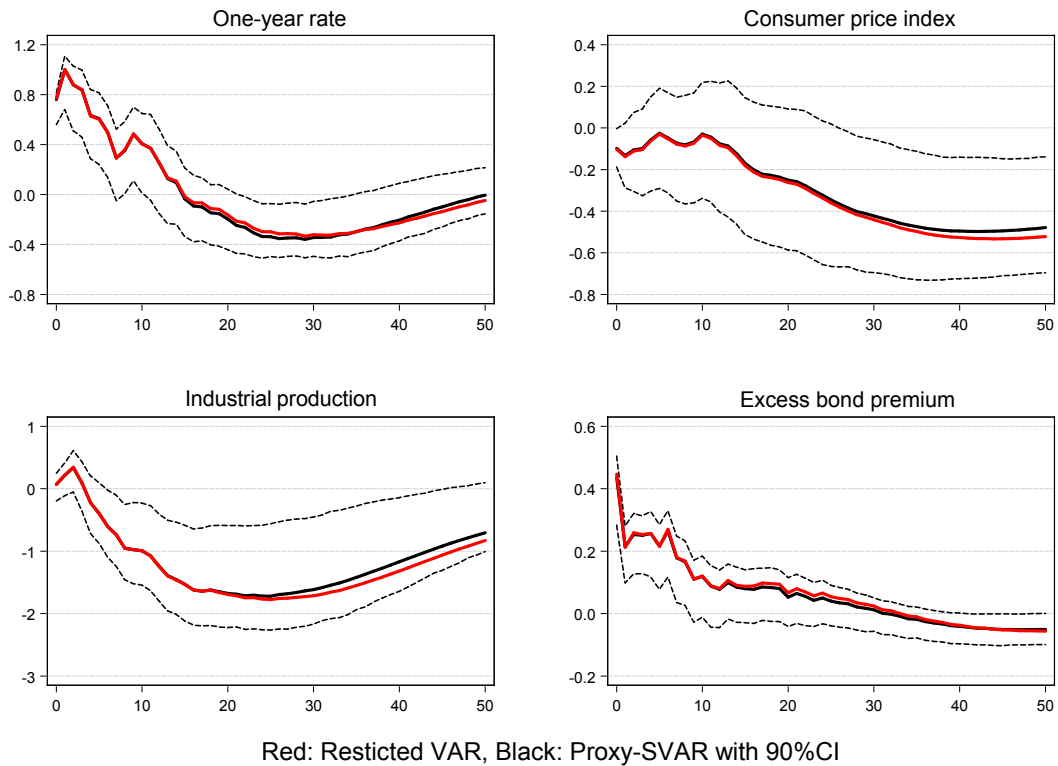 One-year rate
1.2
0.8
0.4
0.0
-0.4
-0.8
0 10 20 30 40 50
Consumer price index
0.4
0.2
0.0
-0.2
-0.4
-0.6
-0.8
0 10 20 30 40 50
Industrial production
1
0
-1
-2
-3
0 10 20 30 40 50
Excess bond premium
0.6
0.4
0.2
0.0
-0.2
0 10 20 30 40 50
Red: Resticted VAR, Black: Proxy-SVAR with 90%CI